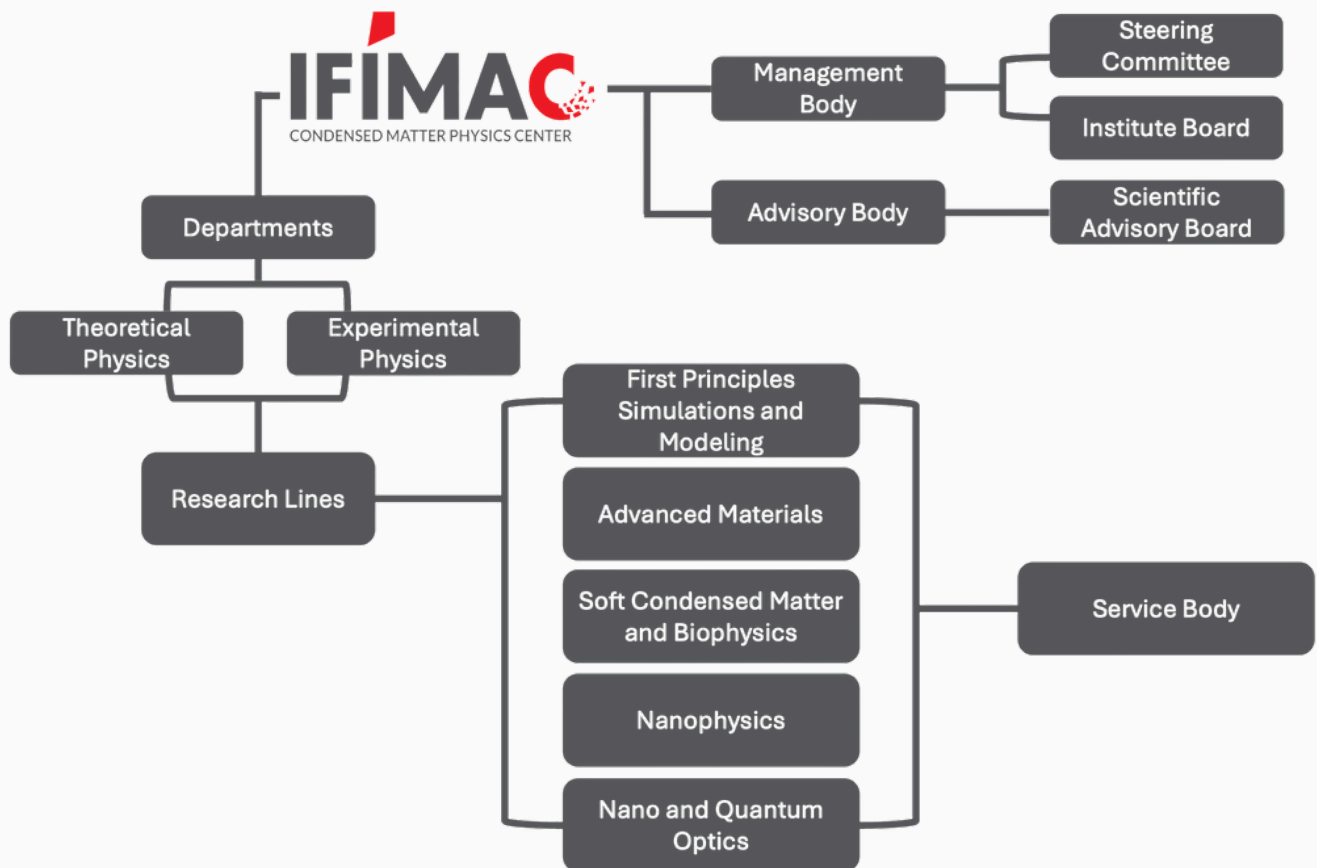 IFÍMAC
CONDENSED MATTER PHYSICS CENTER
Management
Body
Steering
Committee
Institute Board
Advisory Body
Scientific
Advisory Board
Departments
Theoretical
Physics
Experimental
Physics
Research Lines
First Principles
Simulations and
Modeling
Advanced Materials
Soft Condensed Matter
and Biophysics
Nanophysics
Nano and Quantum
Optics
Service Body